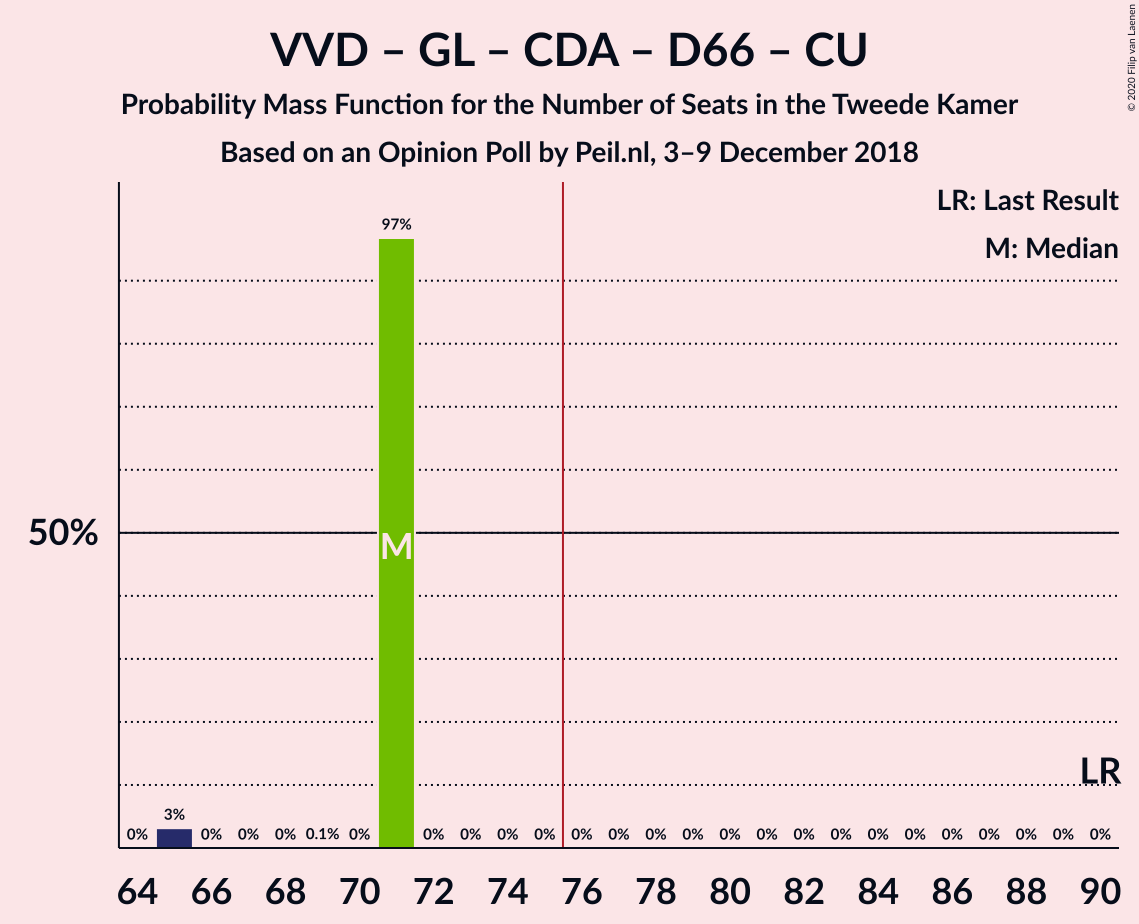 VVD – GL – CDA – D66 – CU
Probability Mass Function for the Number of Seats in the Tweede Kamer
Based on an Opinion Poll by Peil.nl, 3–9 December 2018
© 2020 Filip van Laenen
LR: Last Result
M: Median
97%
50%
M
LR
3%
0% 0% 0% 0% 0.1% 0% 0% 0% 0% 0% 0% 0% 0% 0% 0% 0% 0% 0% 0% 0% 0% 0% 0% 0% 0%
64 66 68 70 72 74 76 78 80 82 84 86 88 90